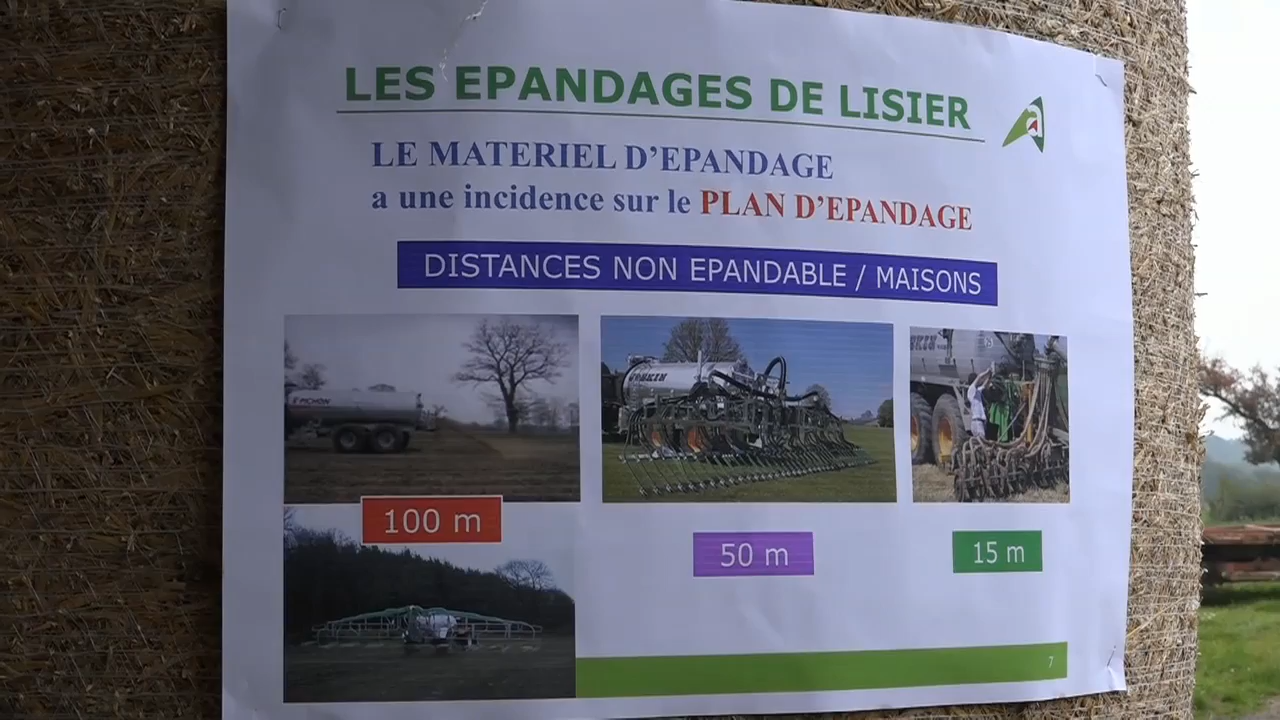 LES EPANDAGES DE LISIER
LE MATERIEL D'EPANDAGE
a une incidence sur le PLAN D'EPANDAGE
DISTANCES NON EPANDABLE / MAISONS
PICHON
100 m
50 m
15 m
7